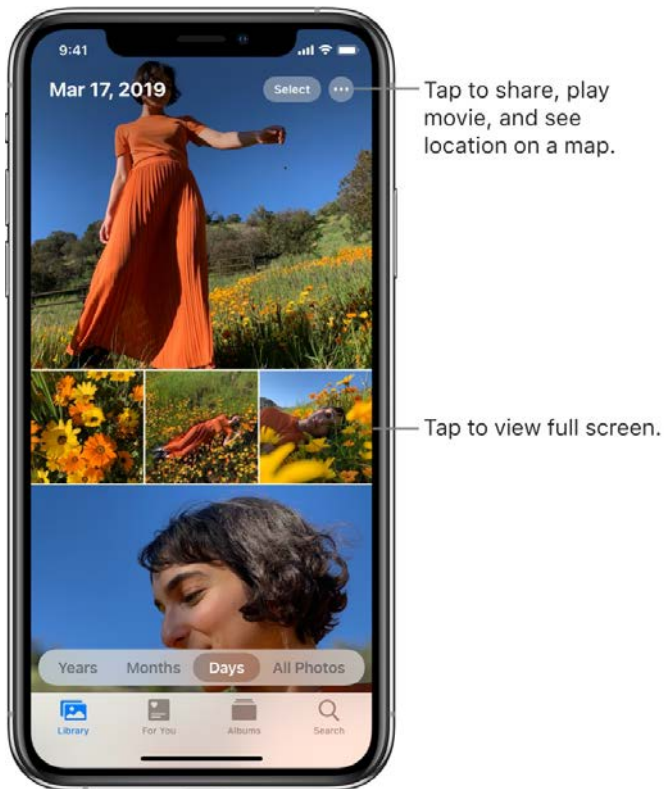 9:41
Mar 17, 2019
Select
Tap to share, play
movie, and see
location on a map.
Tap to view full screen.
Years Months Days All Photos
Library For You Albums Search